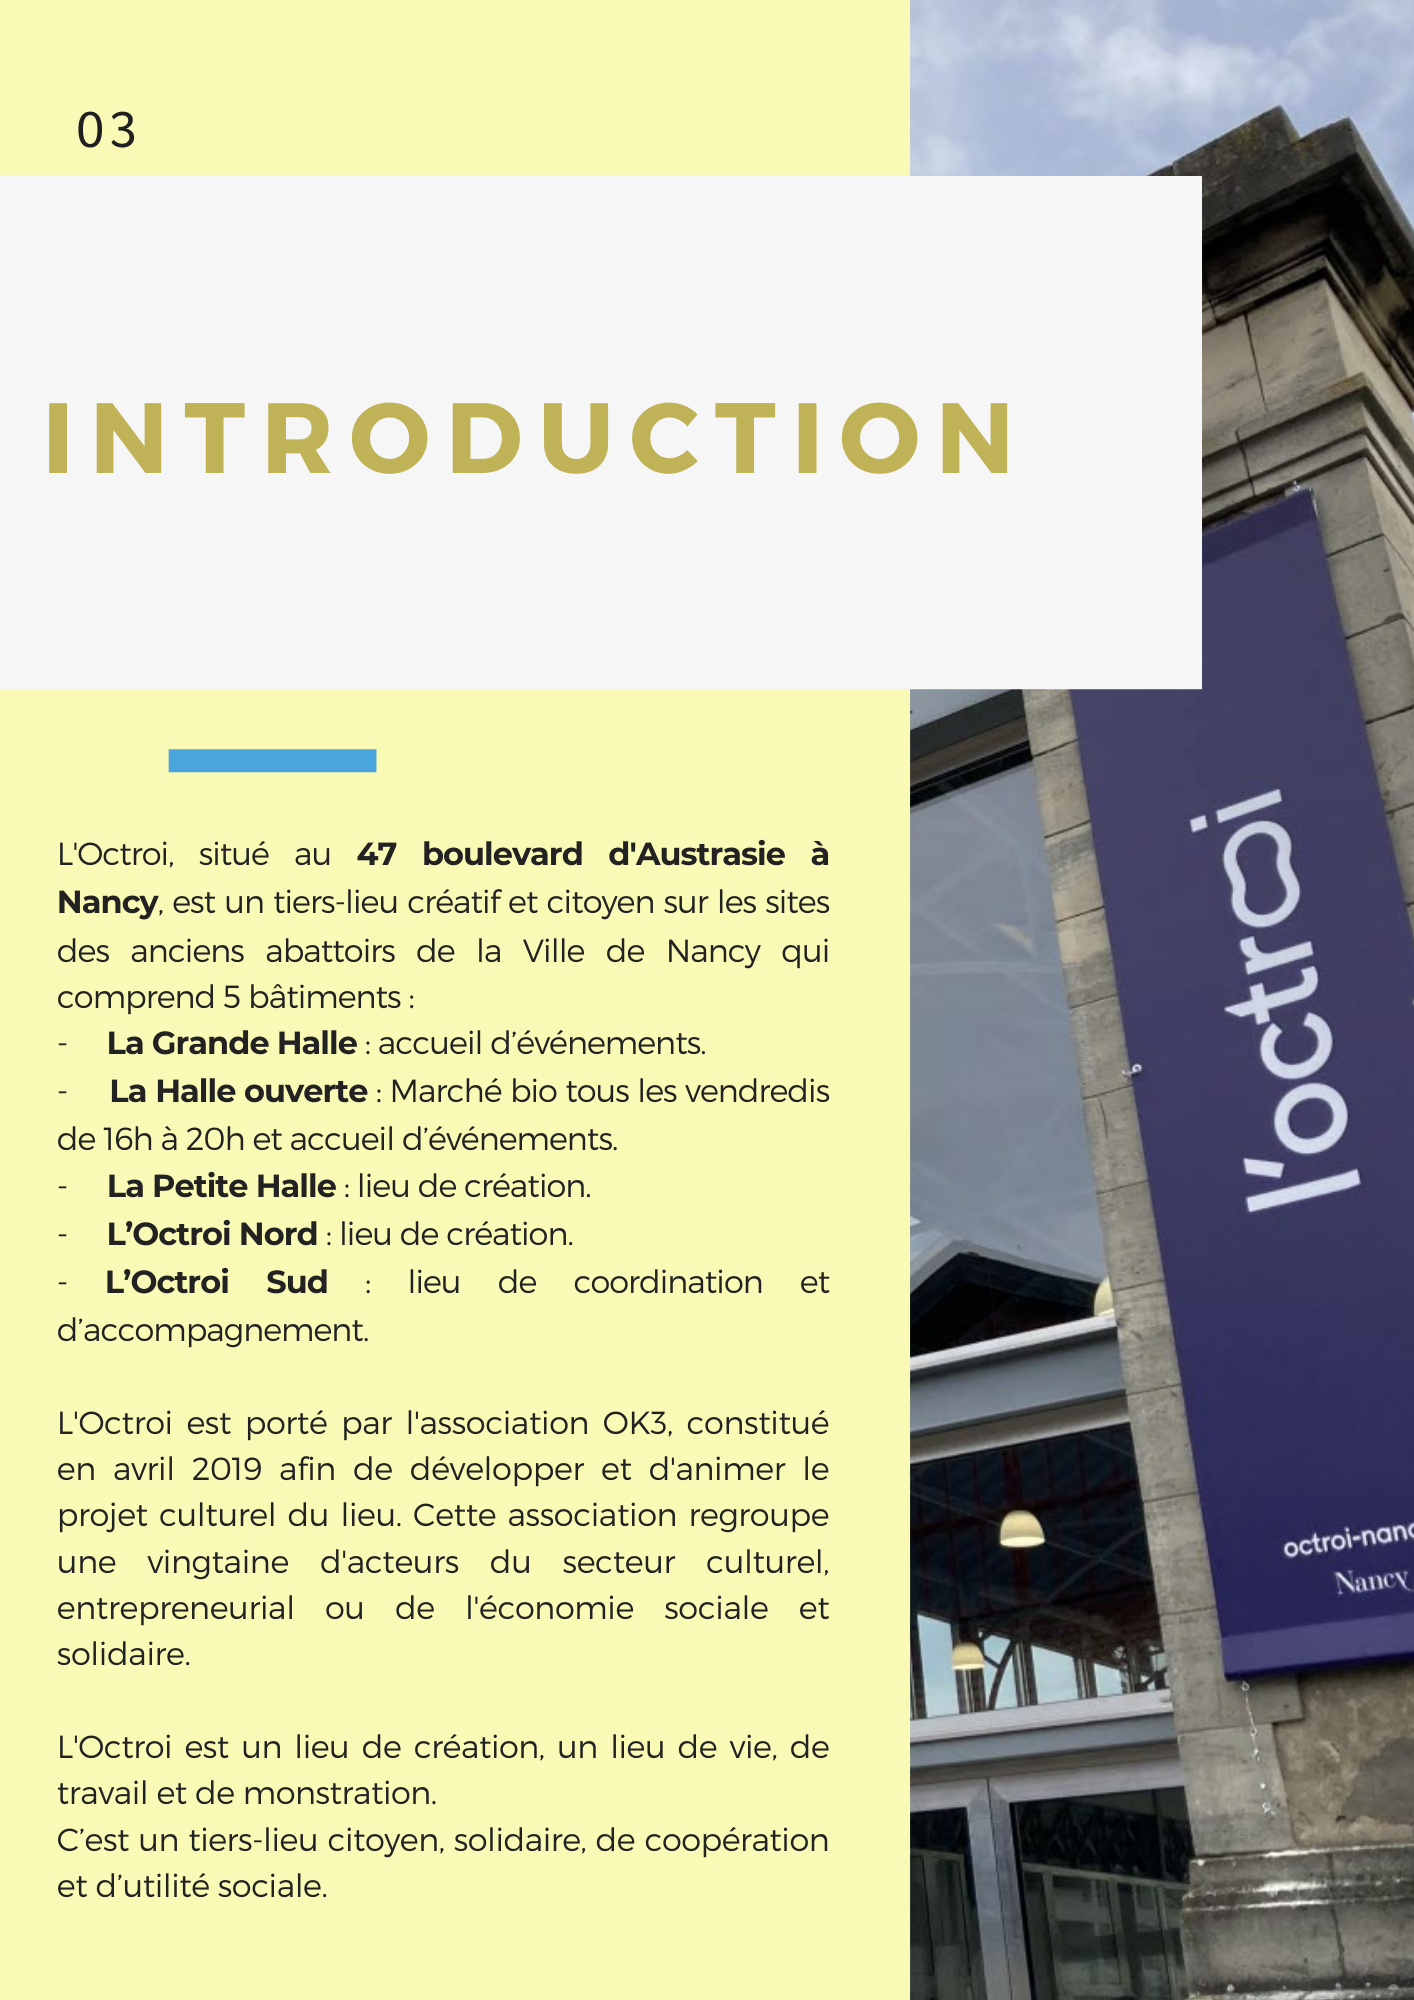 03
INTRODUCTION
L'Octroi, situé au 47 boulevard d'Austrasie à
Nancy, est un tiers-lieu créatif et citoyen sur les sites
des anciens abattoirs de la Ville de Nancy qui
comprend 5 bâtiments :
- La Grande Halle : accueil d’événements.
- La Halle ouverte : Marché bio tous les vendredis
de 16h à 20h et accueil d’événements.
- La Petite Halle : lieu de création.
- L’Octroi Nord : lieu de création.
- L’Octroi Sud : lieu de coordination et
d’accompagnement.
L'Octroi est porté par l'association OK3, constitué
en avril 2019 afin de développer et d'animer le
projet culturel du lieu. Cette association regroupe
une vingtaine d'acteurs du secteur culturel,
entrepreneurial ou de l'économie sociale et
solidaire.
L'Octroi est un lieu de création, un lieu de vie, de
travail et de monstration.
C’est un tiers-lieu citoyen, solidaire, de coopération
et d’utilité sociale.
l'octroi
octroi-nanc
Nancy